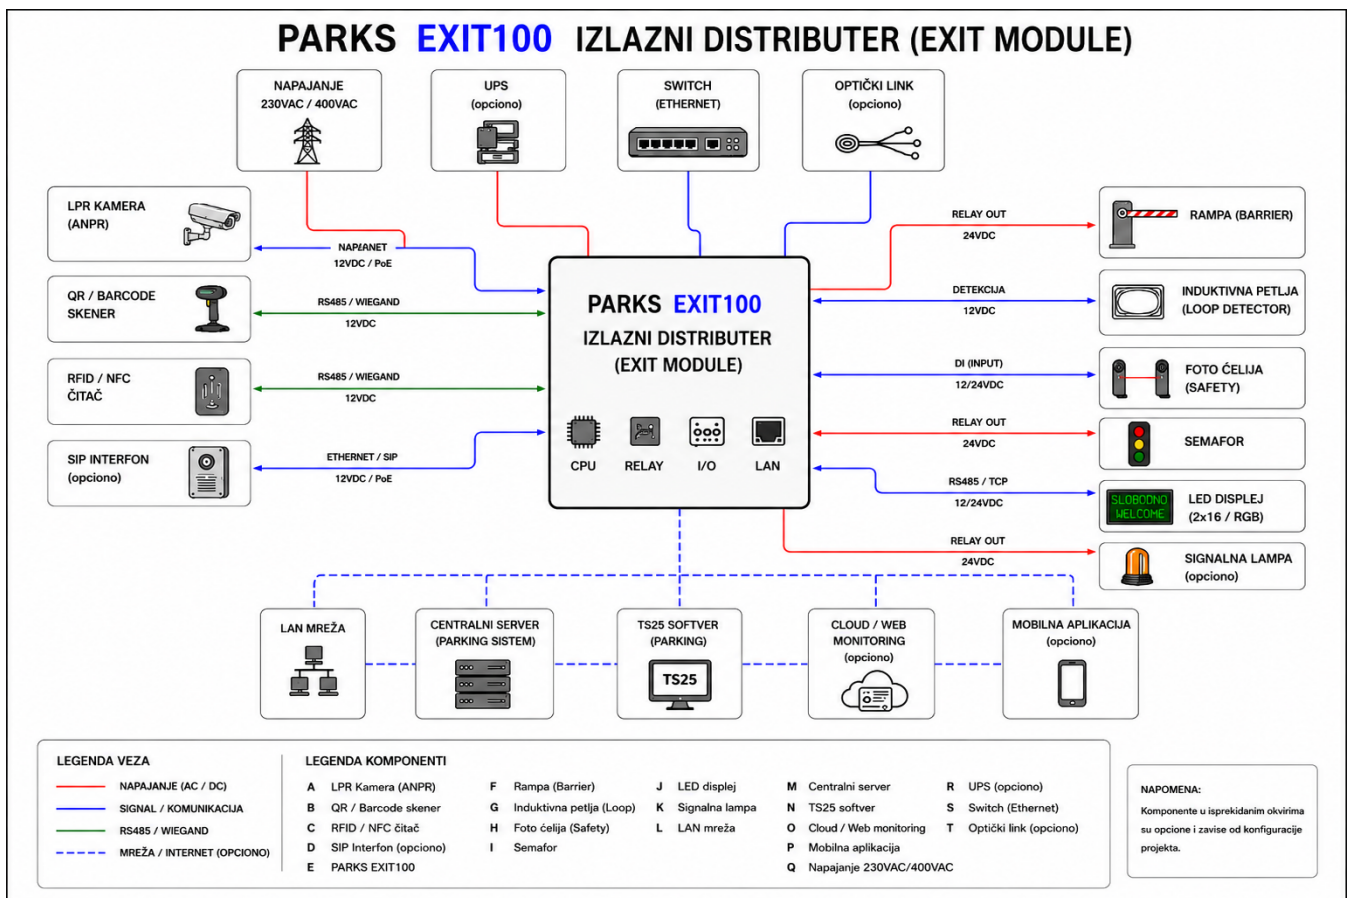 PARKS EXIT100 IZLAZNI DISTRIBUTER (EXIT MODULE)
NAPAJANJE
230VAC / 400VAC
UPS
(opciono)
SWITCH
(ETHERNET)
OPTIČKI LINK
(opciono)
LPR KAMERA
(ANPR)
12VDC / PoE
QR / BARCODE
SKENER
RS485 / WIEGAND
12VDC
RFID / NFC
ČITAČ
RS485 / WIEGAND
12VDC
SIP INTERFON
(opciono)
ETHERNET / SIP
12VDC / PoE
PARKS EXIT100
IZLAZNI DISTRIBUTER
(EXIT MODULE)
CPU
RELAY
I/O
LAN
RELAY OUT
24VDC
RAMPA (BARRIER)
DETEKCIJA
12VDC
INDUKTIVNA PETLJA
(LOOP DETECTOR)
DI (INPUT)
12/24VDC
FOTO ĆELIJA
(SAFETY)
RELAY OUT
24VDC
SEMAFOR
RS485 / TCP
12/24VDC
SLOBODNO
WELCOME
LED DISPLEJ
(2x16 / RGB)
RELAY OUT
24VDC
SIGNALNA LAMPA
(opciono)
LAN MREŽA
CENTRALNI SERVER
(PARKING SISTEM)
TS25 SOFTVER
(PARKING)
TS25
CLOUD / WEB
MONITORING
(opciono)
MOBILNA APLIKACIJA
(opciono)
LEGENDA VEZA
NAPAJANJE (AC / DC)
SIGNAL / KOMUNIKACIJA
RS485 / WIEGAND
MREŽA / INTERNET (OPCIONO)
LEGENDA KOMPONENTI
A LPR Kamera (ANPR)
B QR / Barcode skener
C RFID / NFC čitač
D SIP Interfon (opciono)
E PARKS EXIT100
F Rampa (Barrier)
G Induktivna petlja (Loop)
H Foto ćelija (Safety)
I Semafor
J LED displej
K Signalna lampa
L LAN mreža
M Centralni server
N TS25 softver
O Cloud / Web monitoring
P Mobilna aplikacija
Q Napajanje 230VAC/400VAC
R UPS (opciono)
S Switch (Ethernet)
T Optički link (opciono)
NAPOMENA:
Komponente u isprekidanim okvirima
su opcione i zavise od konfiguracije
projekta.